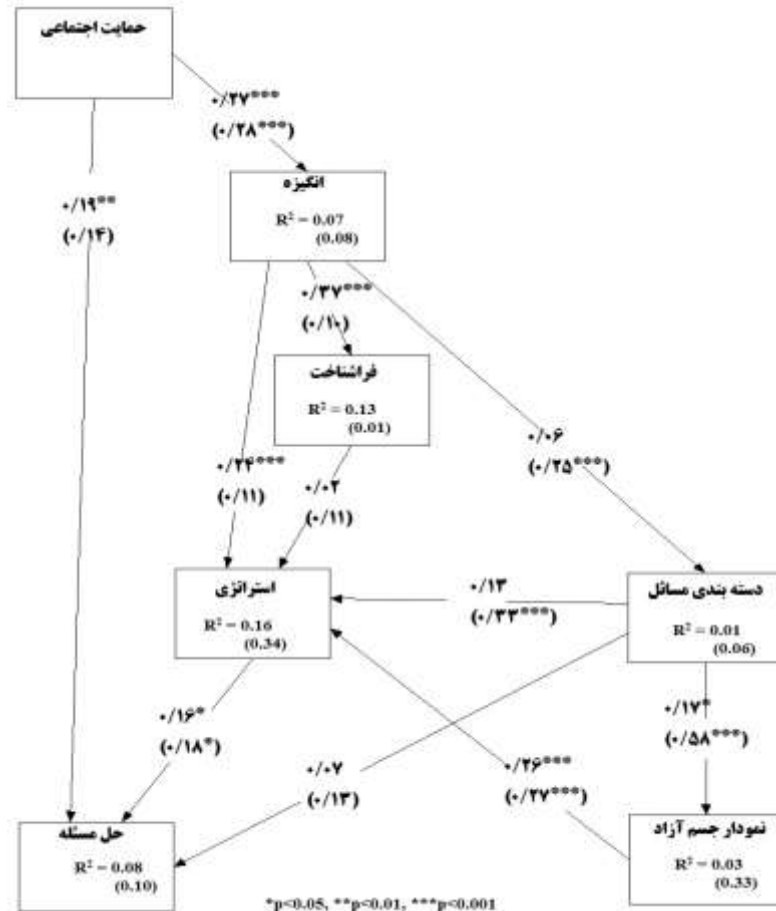 حمایت اجتماعی
۰/۲۷***
(۰/۲۸***)
انگیزه
R² = 0.07
(0.08)
۰/۱۹**
(۰/۱۴)
۰/۳۷***
(۰/۱۰)
فراشناخت
R² = 0.13
(0.01)
۰/۰۶
(۰/۲۵***)
۰/۲۴***
(۰/۱۱)
۰/۰۲
(۰/۱۱)
استراتژی
R² = 0.16
(0.34)
۰/۱۳
(۰/۳۳***)
دسته بندی مسائل
R² = 0.01
(0.06)
۰/۱۶*
(۰/۱۸*)
۰/۱۷*
(۰/۵۸***)
۰/۰۷
(۰/۱۳)
۰/۲۶***
(۰/۲۷***)
حل مسئله
R² = 0.08
(0.10)
نمودار جسم آزاد
R² = 0.03
(0.33)
*p<0.05, **p<0.01, ***p<0.001